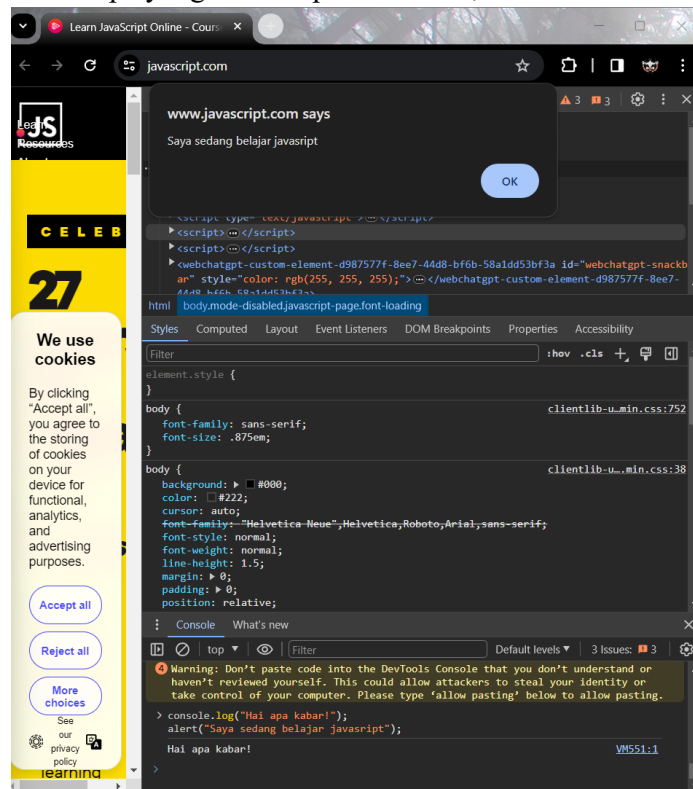 Learn JavaScript Online - Cours
javascript.com
JS
Learn
Resources
CELEB
27
We use
cookies
By clicking
“Accept all”,
you agree to
the storing
of cookies
on your
device for
functional,
analytics,
and
advertising
purposes.
Accept all
Reject all
More
choices
See
our
privacy
policy
learning
www.javascript.com says
Saya sedang belajar javasript
OK
3
3
<script type="text/javascript">…</script>
<script>…</script>
<script>…</script>
<webchatgpt-custom-element-d987577f-8ee7-44d8-bf6b-58a1dd53bf3a id="webchatgpt-snackb
ar" style="color: rgb(255, 255, 255);">…</webchatgpt-custom-element-d987577f-8ee7-
44d8-bf6b-58a1dd53bf3a>
html body.mode-disabled.javascript-page.font-loading
Styles Computed Layout Event Listeners DOM Breakpoints Properties Accessibility
Filter :hov .cls
element.style {
}
body { clientlib-u…min.css:752
font-family: sans-serif;
font-size: .875em;
}
body { clientlib-u….min.css:38
background: #000;
color: #222;
cursor: auto;
font-family: "Helvetica Neue",Helvetica,Roboto,Arial,sans-serif;
font-style: normal;
font-weight: normal;
line-height: 1.5;
margin: 0;
padding: 0;
position: relative;
Console What's new
top Filter Default levels 3 Issues: 3
4 Warning: Don’t paste code into the DevTools Console that you don’t understand or
haven’t reviewed yourself. This could allow attackers to steal your identity or
take control of your computer. Please type ‘allow pasting’ below to allow pasting.
> console.log("Hai apa kabar!");
alert("Saya sedang belajar javasript");
Hai apa kabar! VM551:1
>